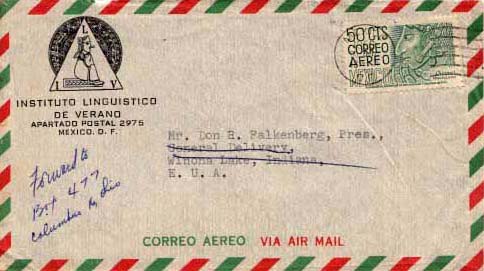 L
I V
INSTITUTO LINGUISTICO
DE VERANO
APARTADO POSTAL 2975
MEXICO, D. F.
50 CTS
CORREO
AEREO
MEXICO
Mr. Don R. Falkenberg, Pres.,
General Delivery,
Winona Lake, Indiana,
E. U. A.
Forward to
Box 477
Columbus
CORREO AEREO VIA AIR MAIL